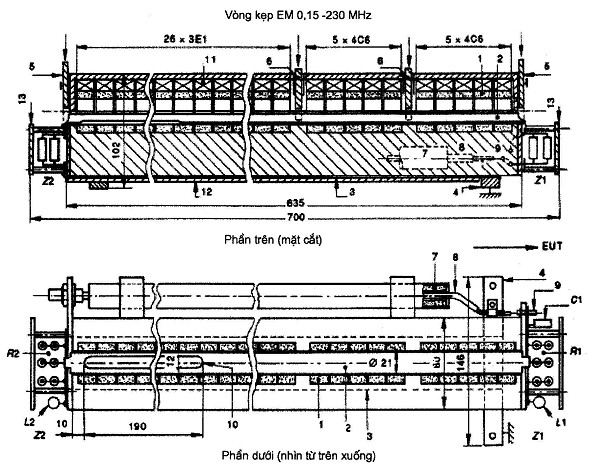 Vòng kẹp EM 0,15 -230 MHz
26 × 3E1
5 × 4C6
5 × 4C6
5
11
6
6
1
2
5
13
13
102
7
8
9
Z2
Z1
12
3
4
635
700
Phần trên (mặt cắt)
EUT
7
8
4
9
C1
R2
12
Ø 21
60
146
R1
L2
10
Z2
190
10
1
2
3
Z1
L1
Phần dưới (nhìn từ trên xuống)